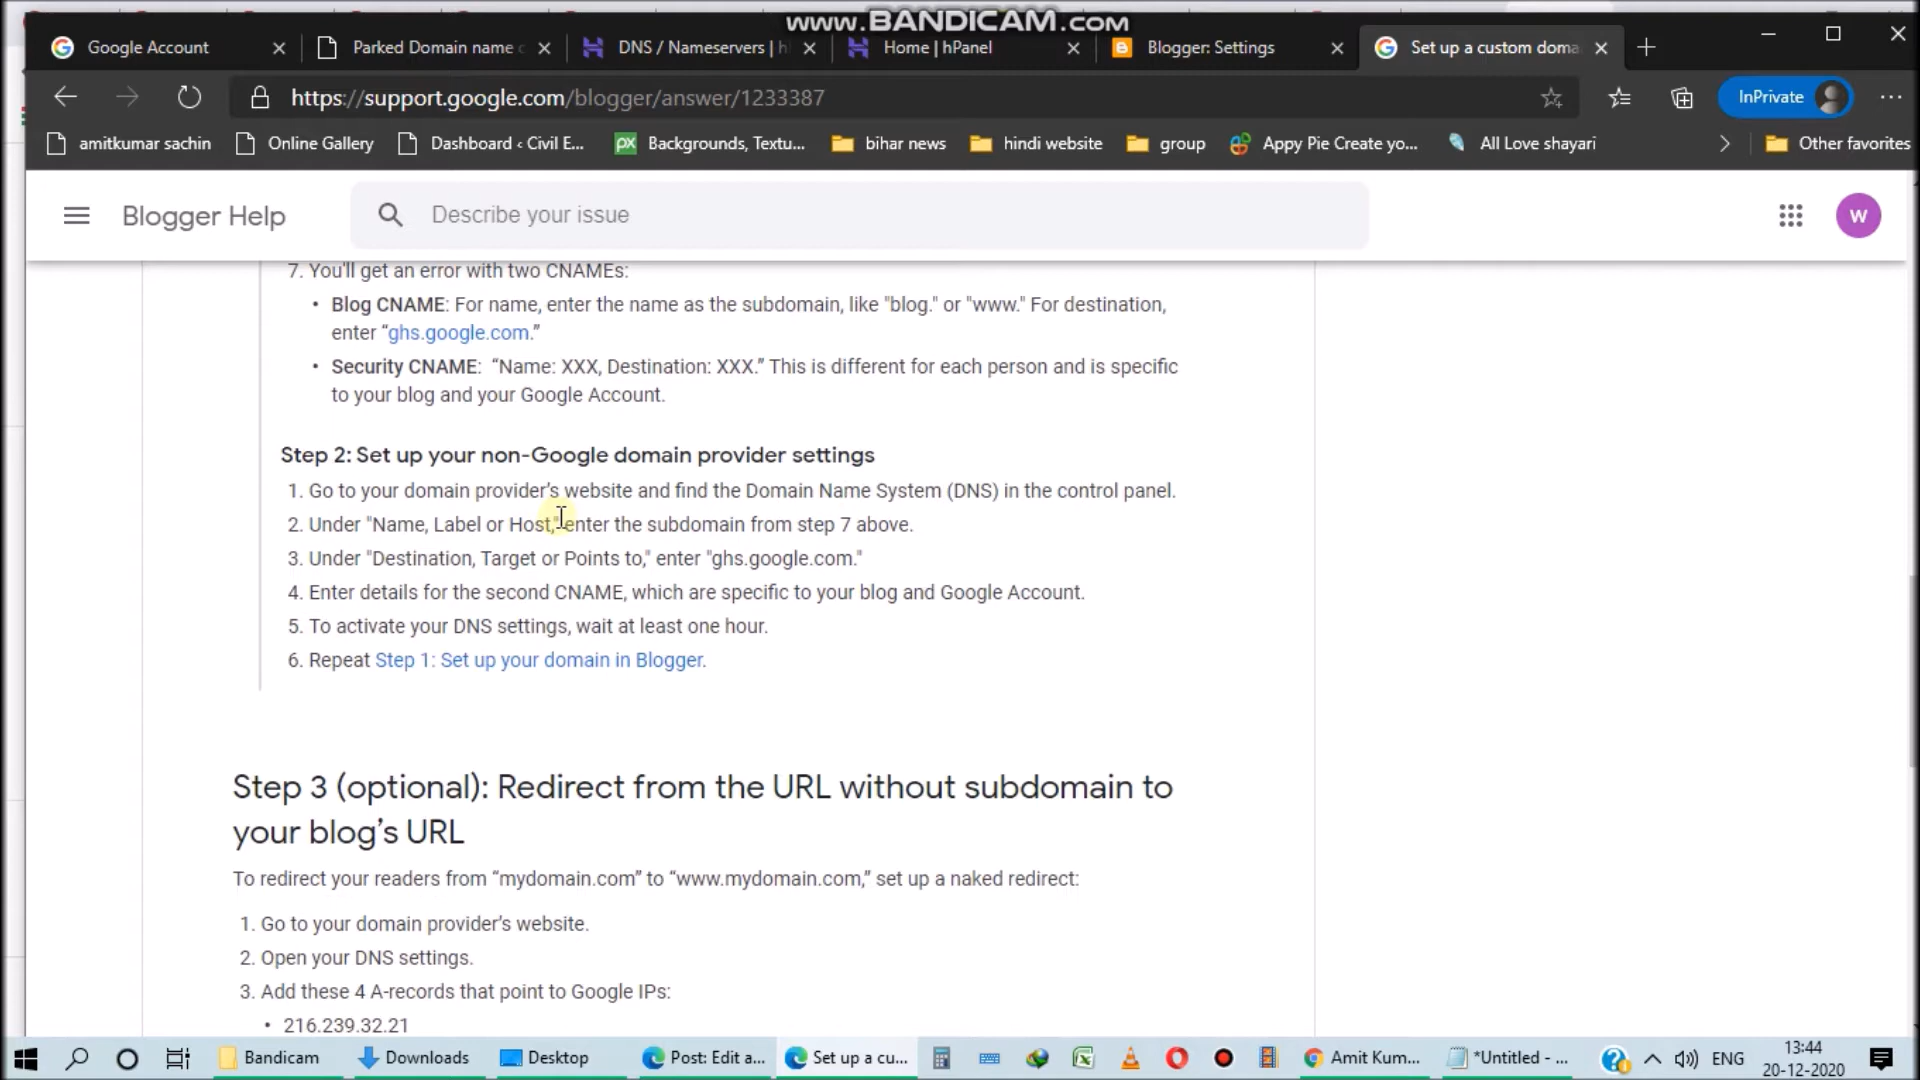 www.BANDICAM.com
Google Account
Parked Domain name
DNS / Nameservers | h
Home | hPanel
Blogger: Settings
Set up a custom doma
https://support.google.com/blogger/answer/1233387
InPrivate
amitkumar sachin
Online Gallery
Dashboard ‹ Civil E...
px
Backgrounds, Textu...
bihar news
hindi website
group
Appy Pie Create yo...
All Love shayari
Other favorites
Blogger Help
Describe your issue
W
7. You'll get an error with two CNAMEs:
• Blog CNAME: For name, enter the name as the subdomain, like "blog." or "www." For destination,
enter “ghs.google.com.”
• Security CNAME: “Name: XXX, Destination: XXX.” This is different for each person and is specific
to your blog and your Google Account.
Step 2: Set up your non-Google domain provider settings
1. Go to your domain provider’s website and find the Domain Name System (DNS) in the control panel.
2. Under "Name, Label or Host," enter the subdomain from step 7 above.
3. Under "Destination, Target or Points to," enter "ghs.google.com."
4. Enter details for the second CNAME, which are specific to your blog and Google Account.
5. To activate your DNS settings, wait at least one hour.
6. Repeat Step 1: Set up your domain in Blogger.
Step 3 (optional): Redirect from the URL without subdomain to
your blog’s URL
To redirect your readers from “mydomain.com” to “www.mydomain.com,” set up a naked redirect:
1. Go to your domain provider’s website.
2. Open your DNS settings.
3. Add these 4 A-records that point to Google IPs:
• 216.239.32.21
Bandicam
Downloads
Desktop
Post: Edit a...
Set up a cu...
Amit Kum...
*Untitled - ...
ENG
13:44
20-12-2020